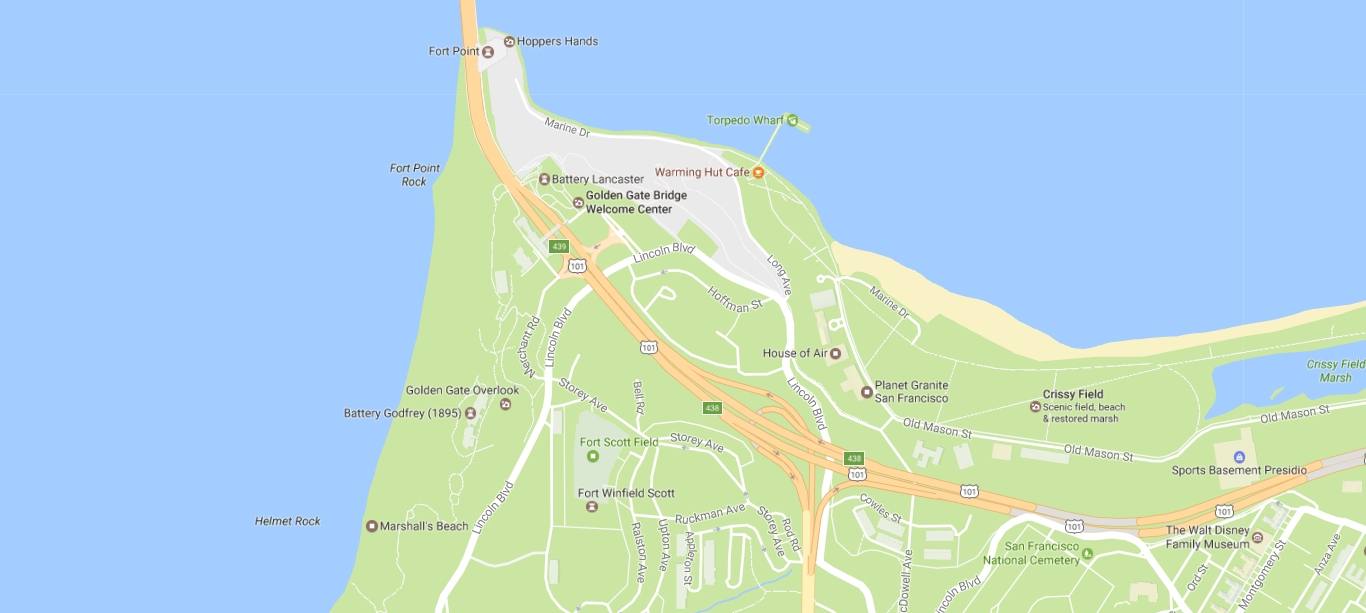 Hoppers Hands
Fort Point
Marine Dr
Torpedo Wharf
Fort Point
Rock
Warming Hut Cafe
Battery Lancaster
Golden Gate Bridge
Welcome Center
439
101
Lincoln Blvd
Long Ave
Hoffman St
Marine Dr
Merchant Rd
Lincoln Blvd
101
House of Air
Crissy Field
Marsh
Golden Gate Overlook
Storey Ave
Bell Rd
Lincoln Blvd
Planet Granite
San Francisco
Crissy Field
Scenic field, beach
& restored marsh
Battery Godfrey (1895)
438
Old Mason St
Old Mason St
Old Mason St
Fort Scott Field
Storey Ave
438
101
Sports Basement Presidio
Fort Winfield Scott
101
Helmet Rock
Marshall's Beach
Lincoln Blvd
Ruckman Ave
Storey Ave
Rod Rd
Cowles St
101
101
The Walt Disney
Family Museum
Ralston Ave
Upton Ave
Appleton St
San Francisco
National Cemetery
cDowell Ave
Lincoln Blvd
Ord St
Montgomery St
Anza Ave